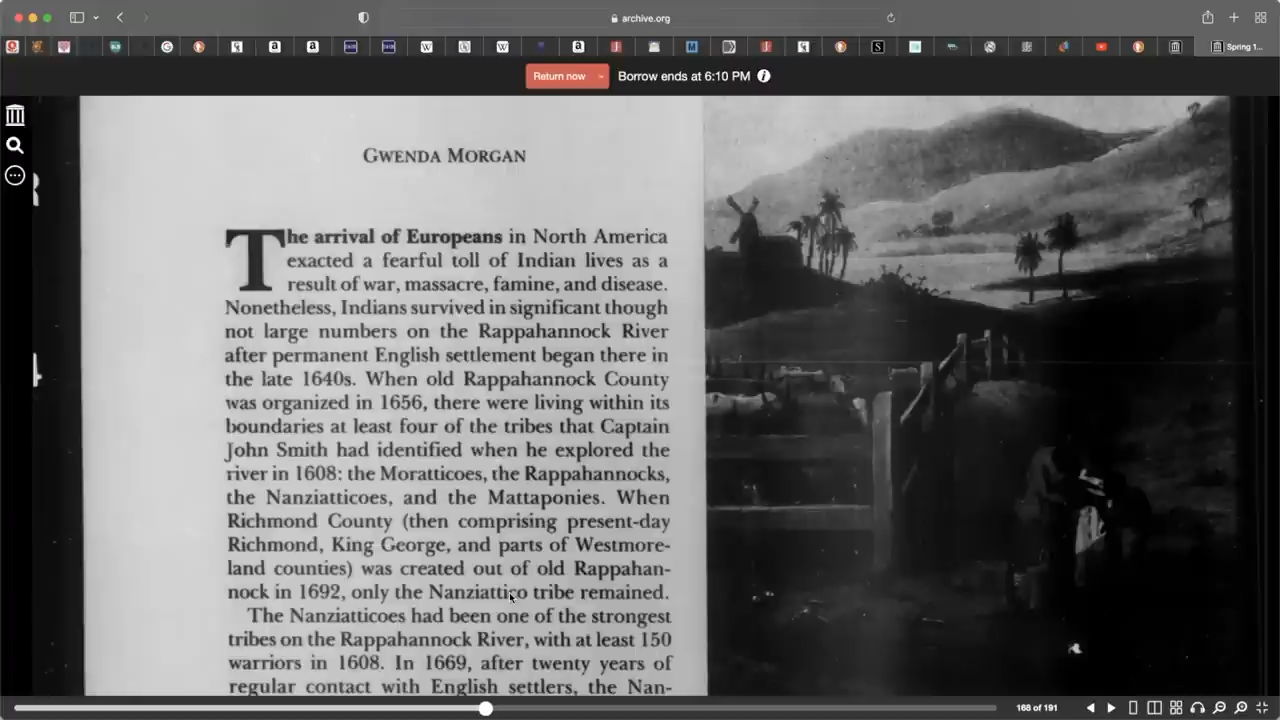 archive.org
Spring 1...
Return now
Borrow ends at 6:10 PM
GWENDA MORGAN
The arrival of Europeans in North America
exacted a fearful toll of Indian lives as a
result of war, massacre, famine, and disease.
Nonetheless, Indians survived in significant though
not large numbers on the Rappahannock River
after permanent English settlement began there in
the late 1640s. When old Rappahannock County
was organized in 1656, there were living within its
boundaries at least four of the tribes that Captain
John Smith had identified when he explored the
river in 1608: the Moratticoes, the Rappahannocks,
the Nanziatticoes, and the Mattaponies. When
Richmond County (then comprising present-day
Richmond, King George, and parts of Westmore-
land counties) was created out of old Rappahan-
nock in 1692, only the Nanziattico tribe remained.
The Nanziatticoes had been one of the strongest
tribes on the Rappahannock River, with at least 150
warriors in 1608. In 1669, after twenty years of
regular contact with English settlers, the Nan-
168 of 191